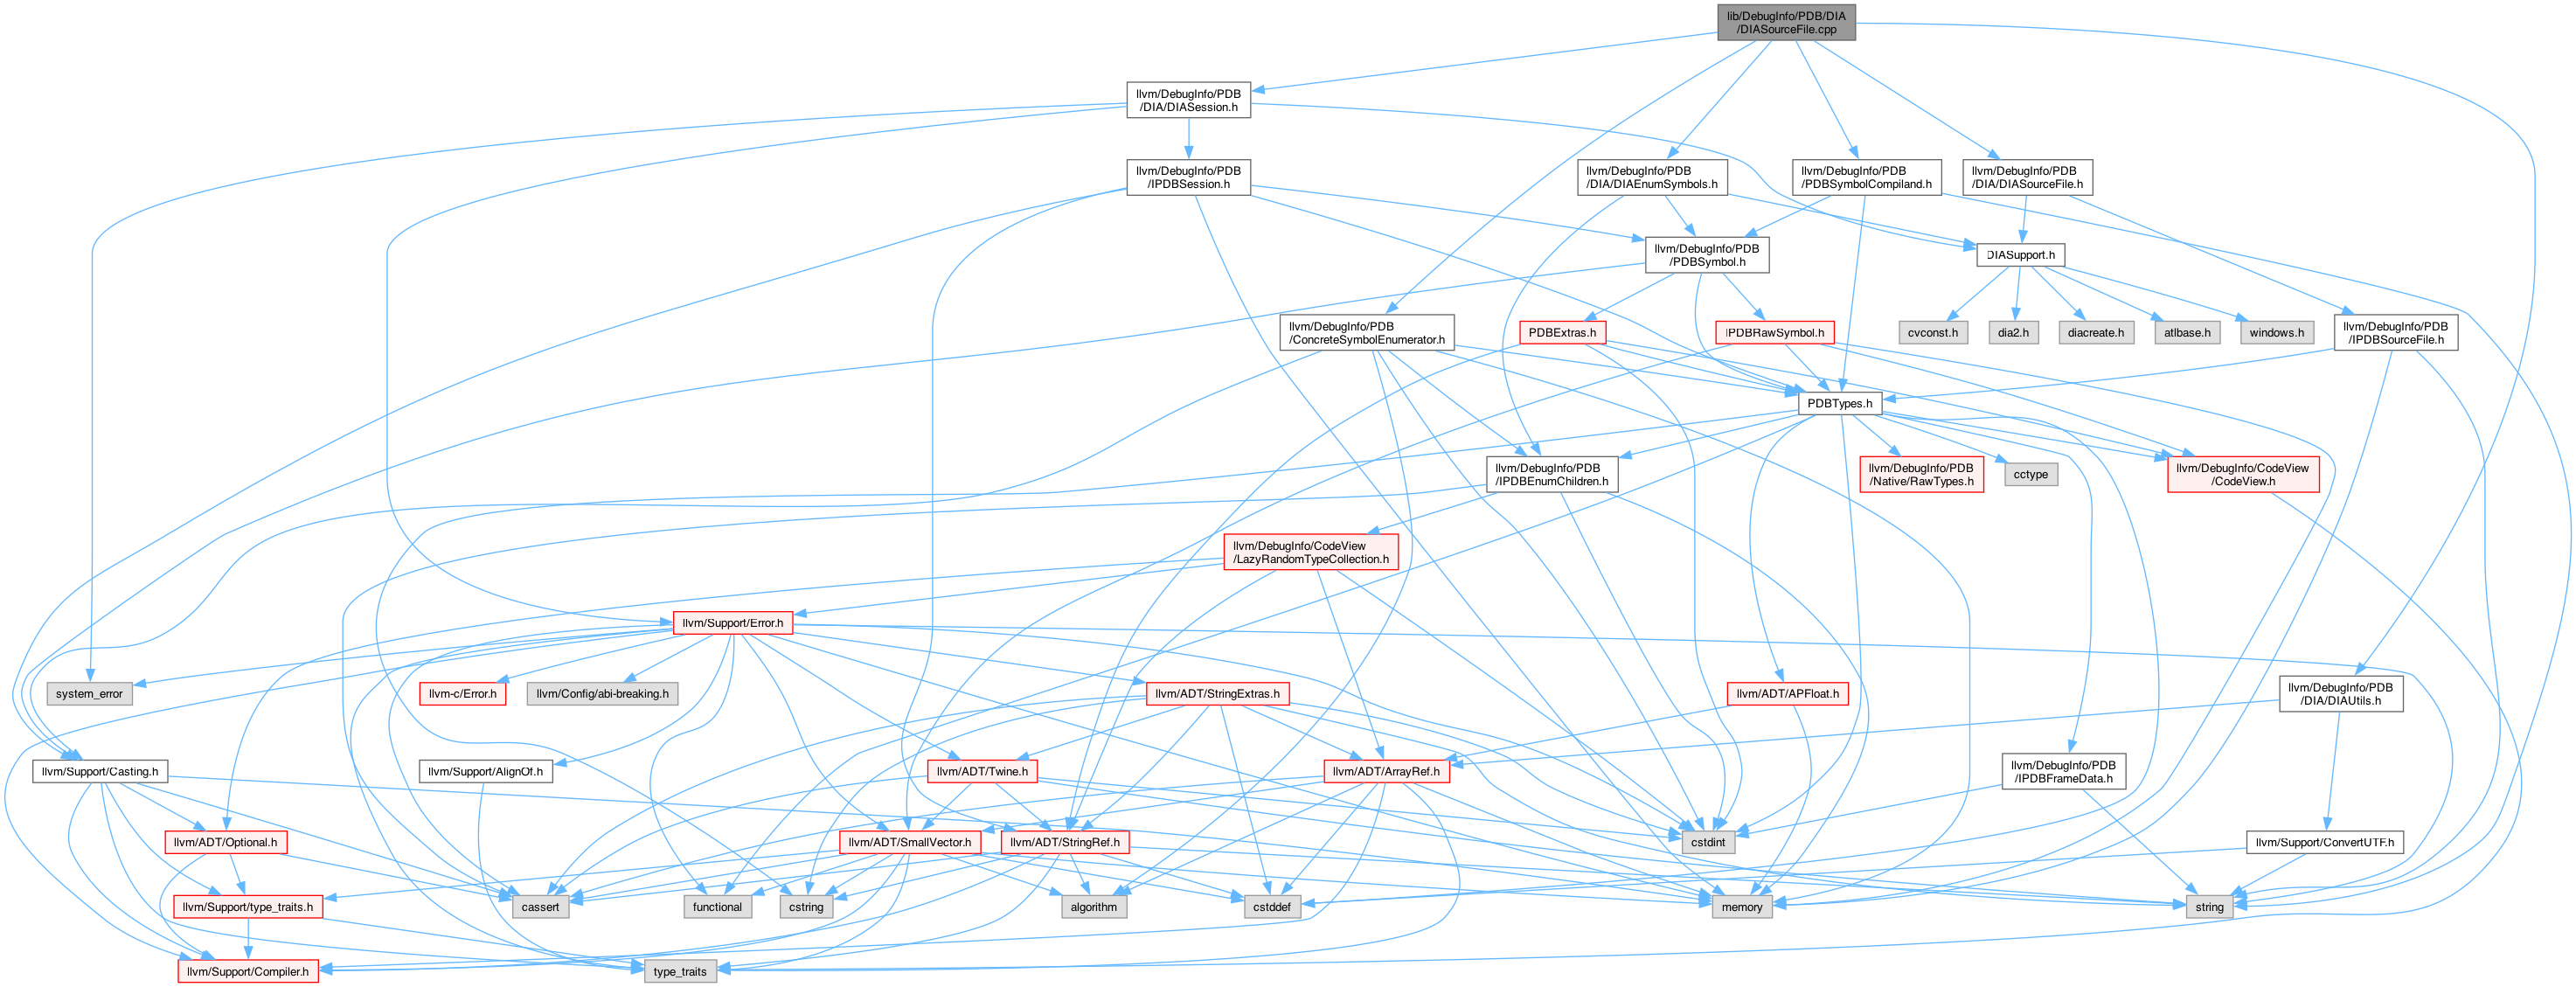 lib/DebugInfo/PDB/DIA
/DIASourceFile.cpp
llvm/DebugInfo/PDB
/DIA/DIASession.h
llvm/DebugInfo/PDB
/IPDBSession.h
llvm/DebugInfo/PDB
/DIA/DIAEnumSymbols.h
llvm/DebugInfo/PDB
/PDBSymbolCompiland.h
llvm/DebugInfo/PDB
/DIA/DIASourceFile.h
llvm/DebugInfo/PDB
/PDBSymbol.h
DIASupport.h
llvm/DebugInfo/PDB
/ConcreteSymbolEnumerator.h
PDBExtras.h
IPDBRawSymbol.h
cvconst.h
dia2.h
diacreate.h
atlbase.h
windows.h
llvm/DebugInfo/PDB
/IPDBSourceFile.h
PDBTypes.h
llvm/DebugInfo/PDB
/IPDBEnumChildren.h
llvm/DebugInfo/PDB
/Native/RawTypes.h
cctype
llvm/DebugInfo/CodeView
/CodeView.h
llvm/DebugInfo/CodeView
/LazyRandomTypeCollection.h
llvm/Support/Error.h
system_error
llvm-c/Error.h
llvm/Config/abi-breaking.h
llvm/ADT/StringExtras.h
llvm/ADT/APFloat.h
llvm/DebugInfo/PDB
/DIA/DIAUtils.h
llvm/Support/Casting.h
llvm/Support/AlignOf.h
llvm/ADT/Twine.h
llvm/ADT/ArrayRef.h
llvm/DebugInfo/PDB
/IPDBFrameData.h
llvm/ADT/Optional.h
llvm/ADT/SmallVector.h
llvm/ADT/StringRef.h
cstdint
llvm/Support/ConvertUTF.h
llvm/Support/type_traits.h
cassert
functional
cstring
algorithm
cstddef
memory
string
llvm/Support/Compiler.h
type_traits